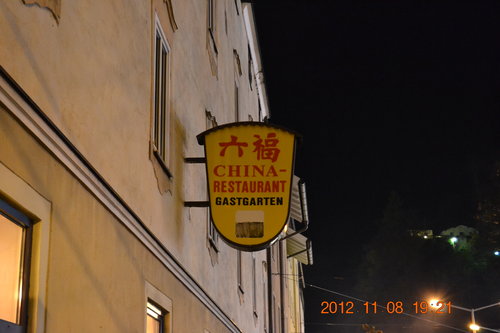 六福
CHINA-
RESTAURANT
GASTGARTEN
2012 11 08 19:21